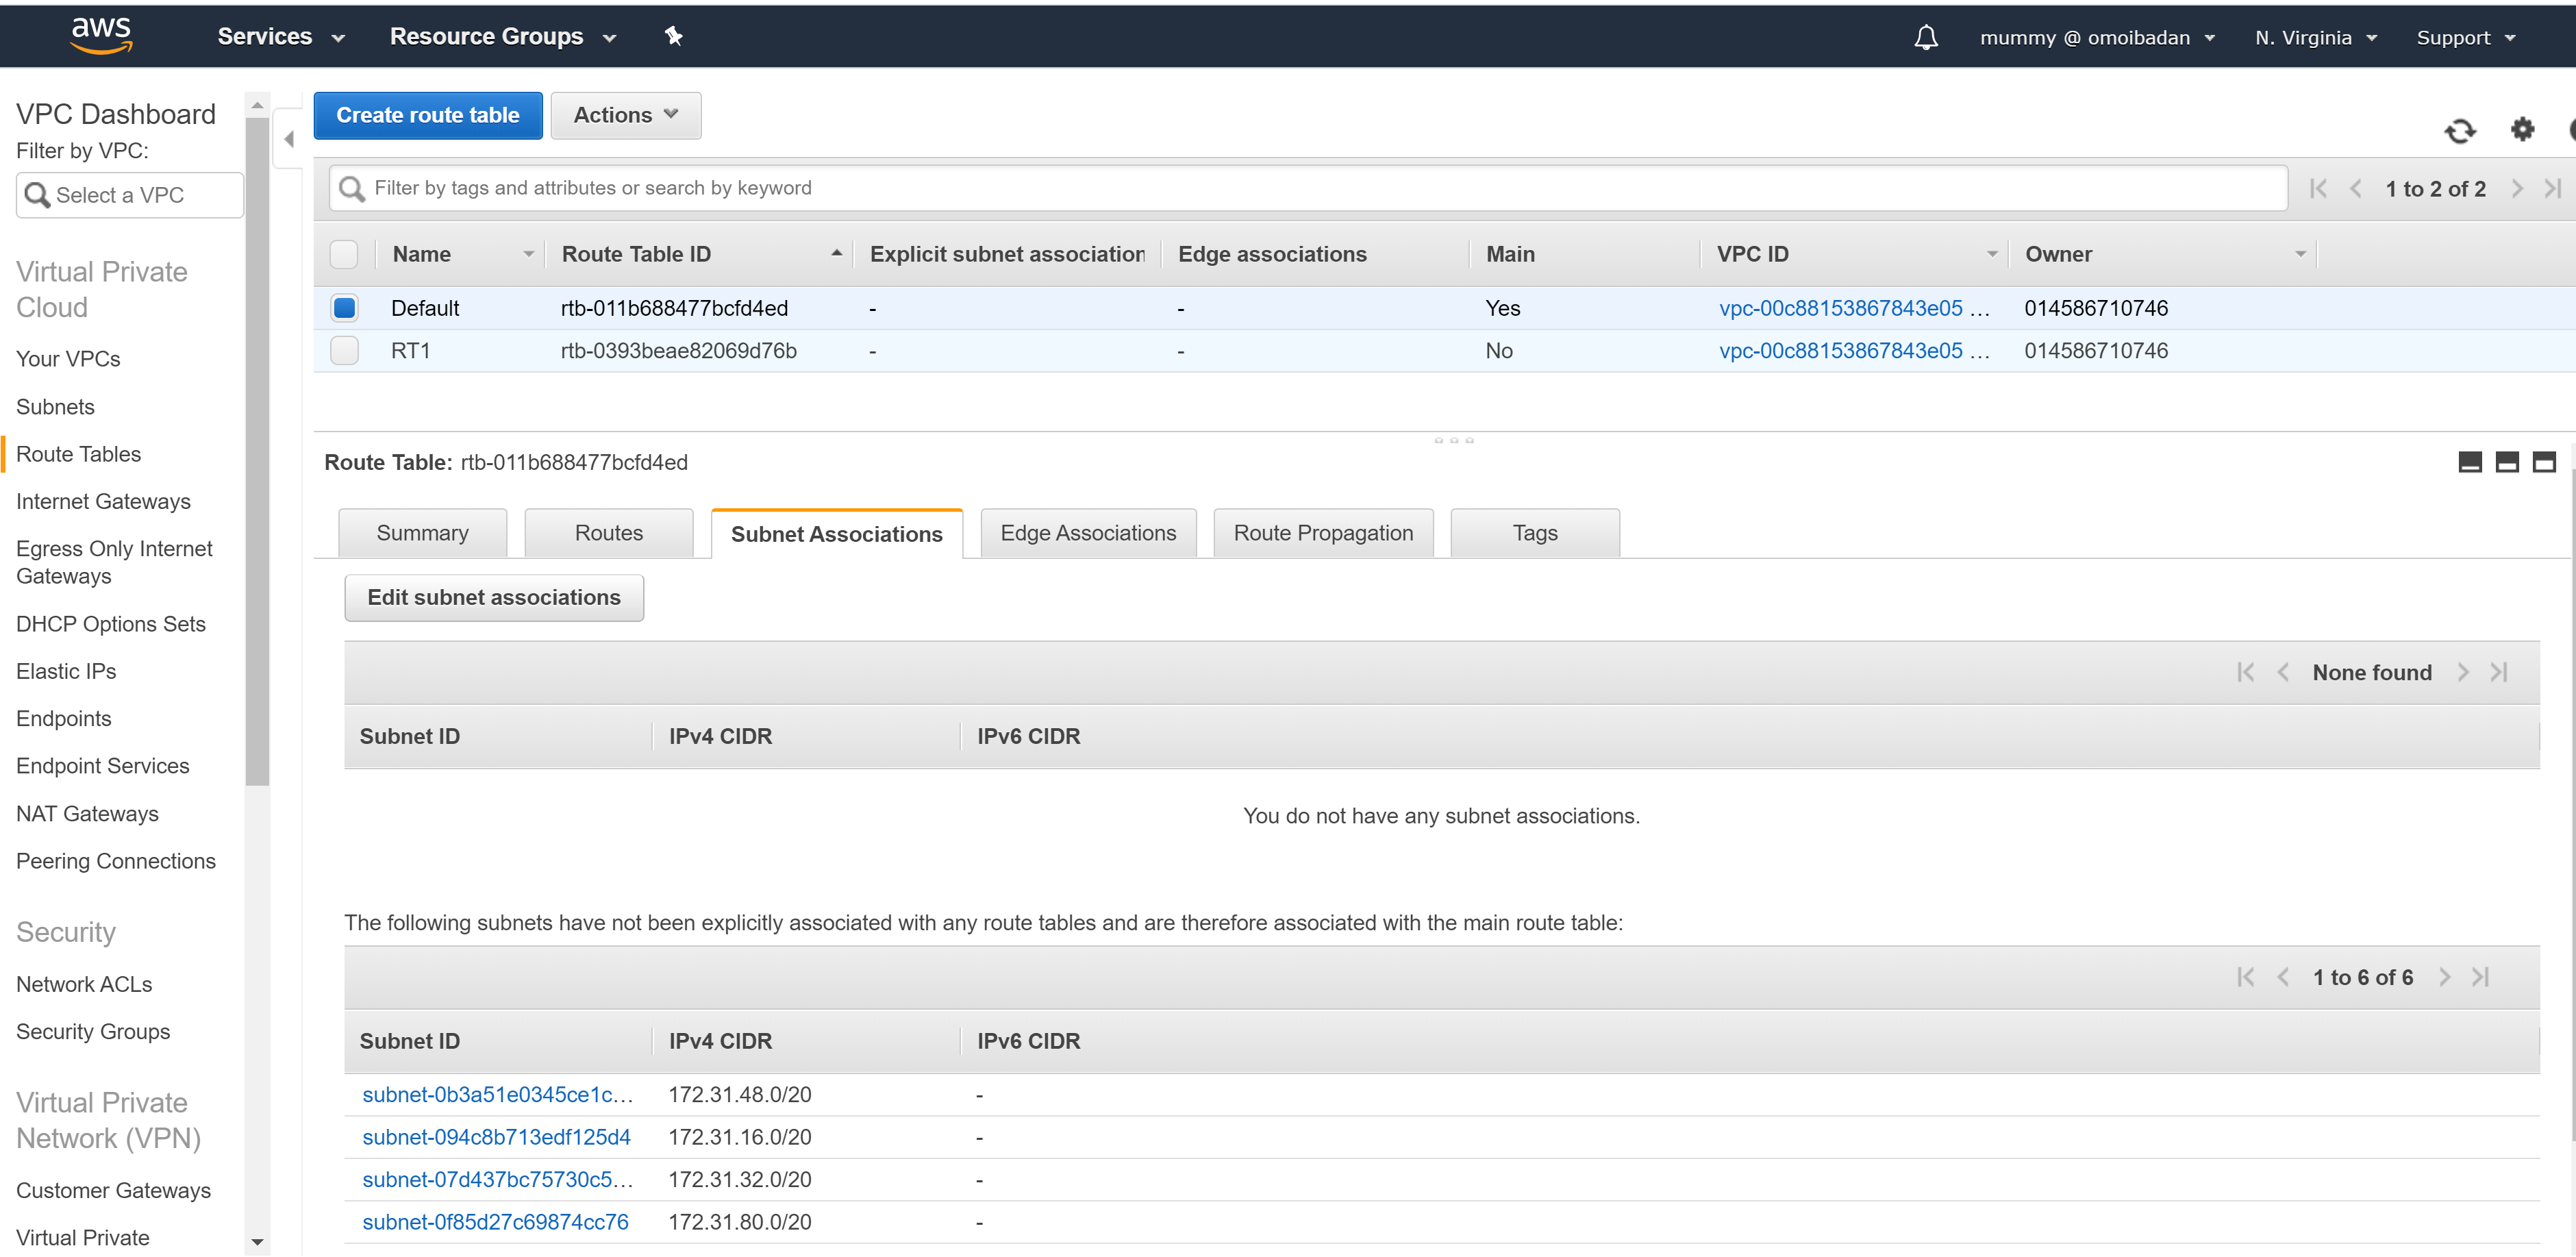 aws Services Resource Groups mummy @ omoibadan N. Virginia Support
VPC Dashboard
Filter by VPC:
Select a VPC
Virtual Private
Cloud
Your VPCs
Subnets
Route Tables
Internet Gateways
Egress Only Internet
Gateways
DHCP Options Sets
Elastic IPs
Endpoints
Endpoint Services
NAT Gateways
Peering Connections
Security
Network ACLs
Security Groups
Virtual Private
Network (VPN)
Customer Gateways
Virtual Private
Create route table Actions
Filter by tags and attributes or search by keyword 1 to 2 of 2
Name Route Table ID Explicit subnet association Edge associations Main VPC ID Owner
Default rtb-011b688477bcfd4ed - - Yes vpc-00c88153867843e05 ... 014586710746
RT1 rtb-0393beae82069d76b - - No vpc-00c88153867843e05 ... 014586710746
Route Table: rtb-011b688477bcfd4ed
Summary Routes Subnet Associations Edge Associations Route Propagation Tags
Edit subnet associations
None found
Subnet ID IPv4 CIDR IPv6 CIDR
You do not have any subnet associations.
The following subnets have not been explicitly associated with any route tables and are therefore associated with the main route table:
1 to 6 of 6
Subnet ID IPv4 CIDR IPv6 CIDR
subnet-0b3a51e0345ce1c... 172.31.48.0/20 -
subnet-094c8b713edf125d4 172.31.16.0/20 -
subnet-07d437bc75730c5... 172.31.32.0/20 -
subnet-0f85d27c69874cc76 172.31.80.0/20 -